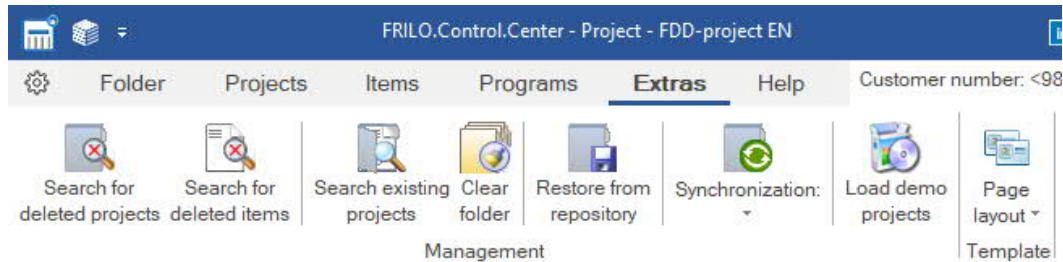 FRILO.Control.Center - Project - FDD-project EN
Folder Projects Items Programs Extras Help Customer number: <98
Search for Search for Search existing Clear Restore from Synchronization: Load demo Page
deleted projects deleted items projects folder repository projects layout
Management Template